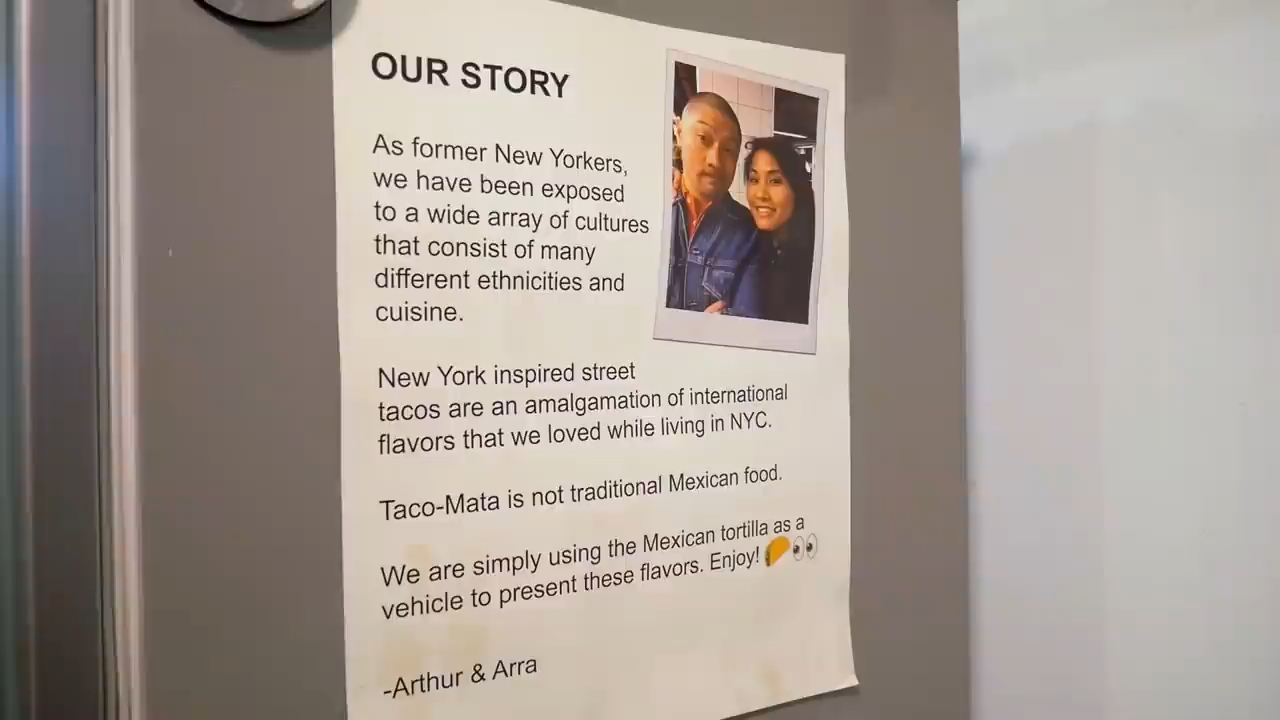 OUR STORY
As former New Yorkers,
we have been exposed
to a wide array of cultures
that consist of many
different ethnicities and
cuisine.
New York inspired street
tacos are an amalgamation of international
flavors that we loved while living in NYC.
Taco-Mata is not traditional Mexican food.
We are simply using the Mexican tortilla as a
vehicle to present these flavors. Enjoy! 🌮👀
-Arthur & Arra